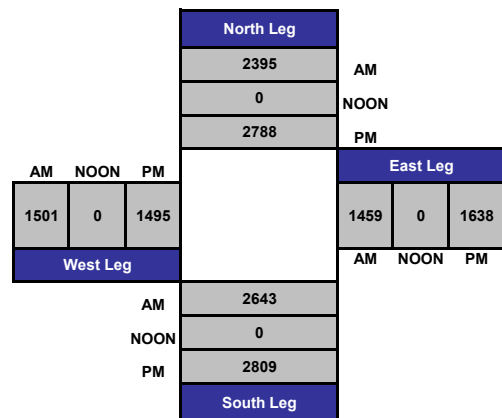 North Leg
2395 AM
0 NOON
2788 PM
AM NOON PM
East Leg
1501 0 1495
1459 0 1638
West Leg
AM NOON PM
AM 2643
NOON 0
PM 2809
South Leg